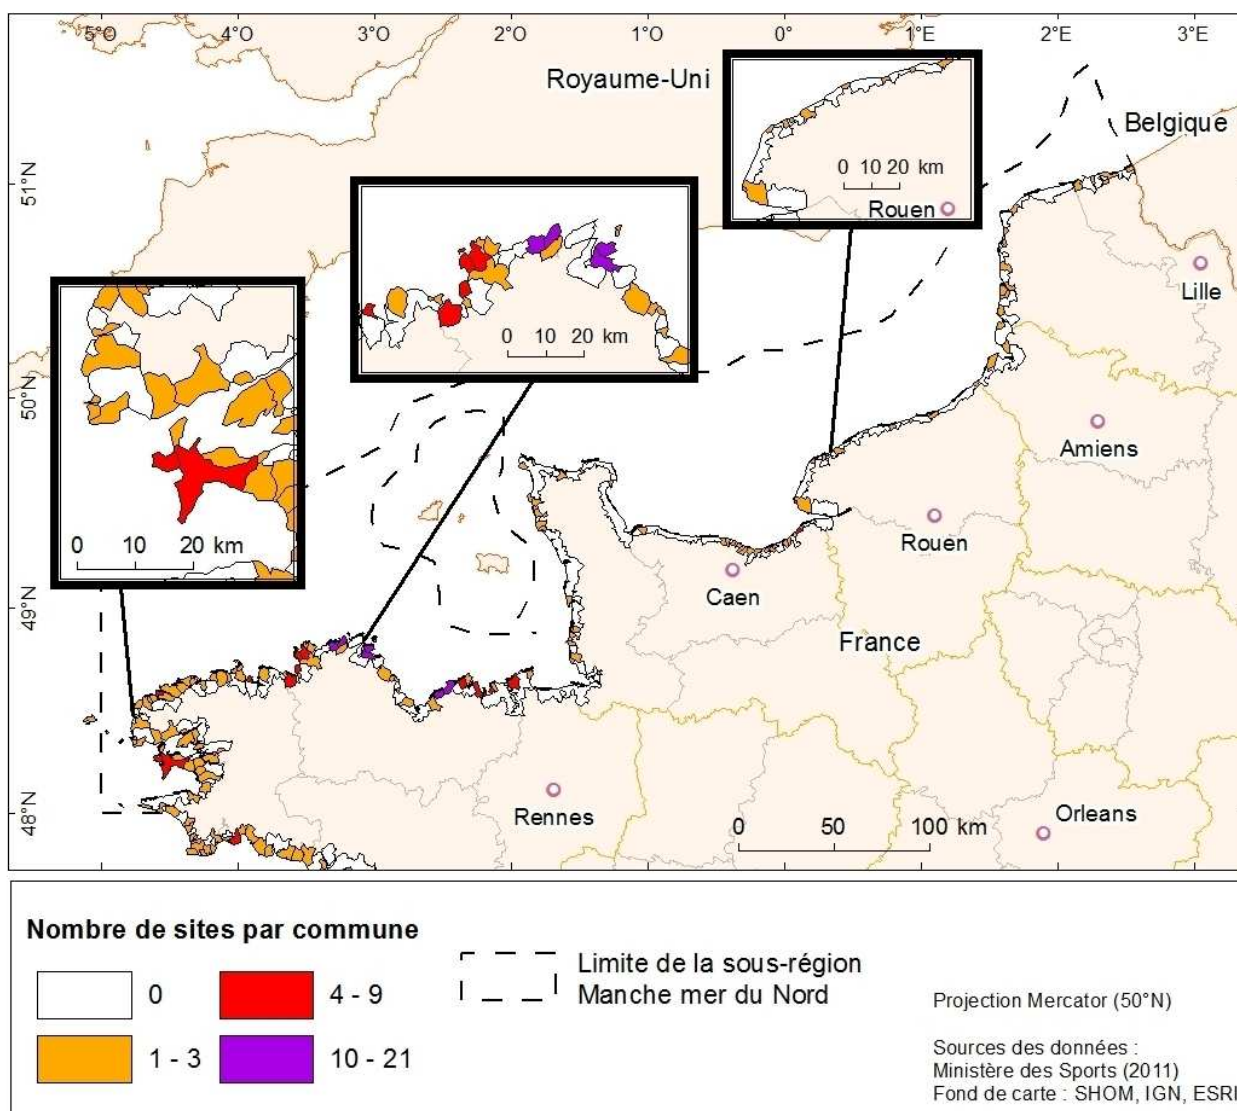 5°O 4°O 3°O 2°O 1°O 0° 1°E 2°E 3°E
Royaume-Uni
Belgique
51°N
0 10 20 km
Rouen
Lille
0 10 20 km
50°N
Amiens
0 10 20 km
Rouen
Caen
49°N
France
Rennes
0 50 100 km
Orleans
48°N
Nombre de sites par commune
0
4 - 9
1 - 3
10 - 21
Limite de la sous-région
Manche mer du Nord
Projection Mercator (50°N)
Sources des données :
Ministère des Sports (2011)
Fond de carte : SHOM, IGN, ESRI